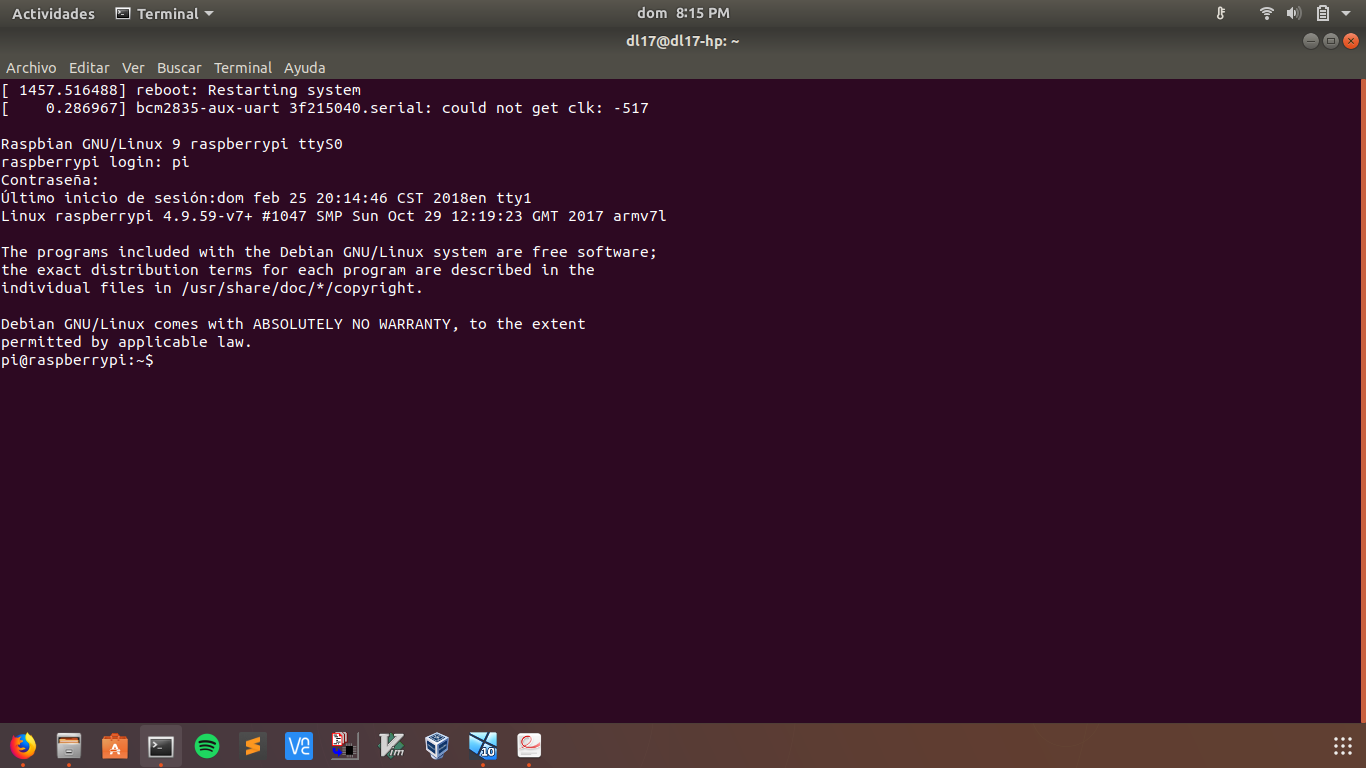 Actividades Terminal dom 8:15 PM
dl17@dl17-hp: ~
Archivo Editar Ver Buscar Terminal Ayuda
[ 1457.516488] reboot: Restarting system
[    0.286967] bcm2835-aux-uart 3f215040.serial: could not get clk: -517
Raspbian GNU/Linux 9 raspberrypi ttyS0
raspberrypi login: pi
Contraseña:
Último inicio de sesión:dom feb 25 20:14:46 CST 2018en tty1
Linux raspberrypi 4.9.59-v7+ #1047 SMP Sun Oct 29 12:19:23 GMT 2017 armv7l
The programs included with the Debian GNU/Linux system are free software;
the exact distribution terms for each program are described in the
individual files in /usr/share/doc/*/copyright.
Debian GNU/Linux comes with ABSOLUTELY NO WARRANTY, to the extent
permitted by applicable law.
pi@raspberrypi:~$
Vim 10